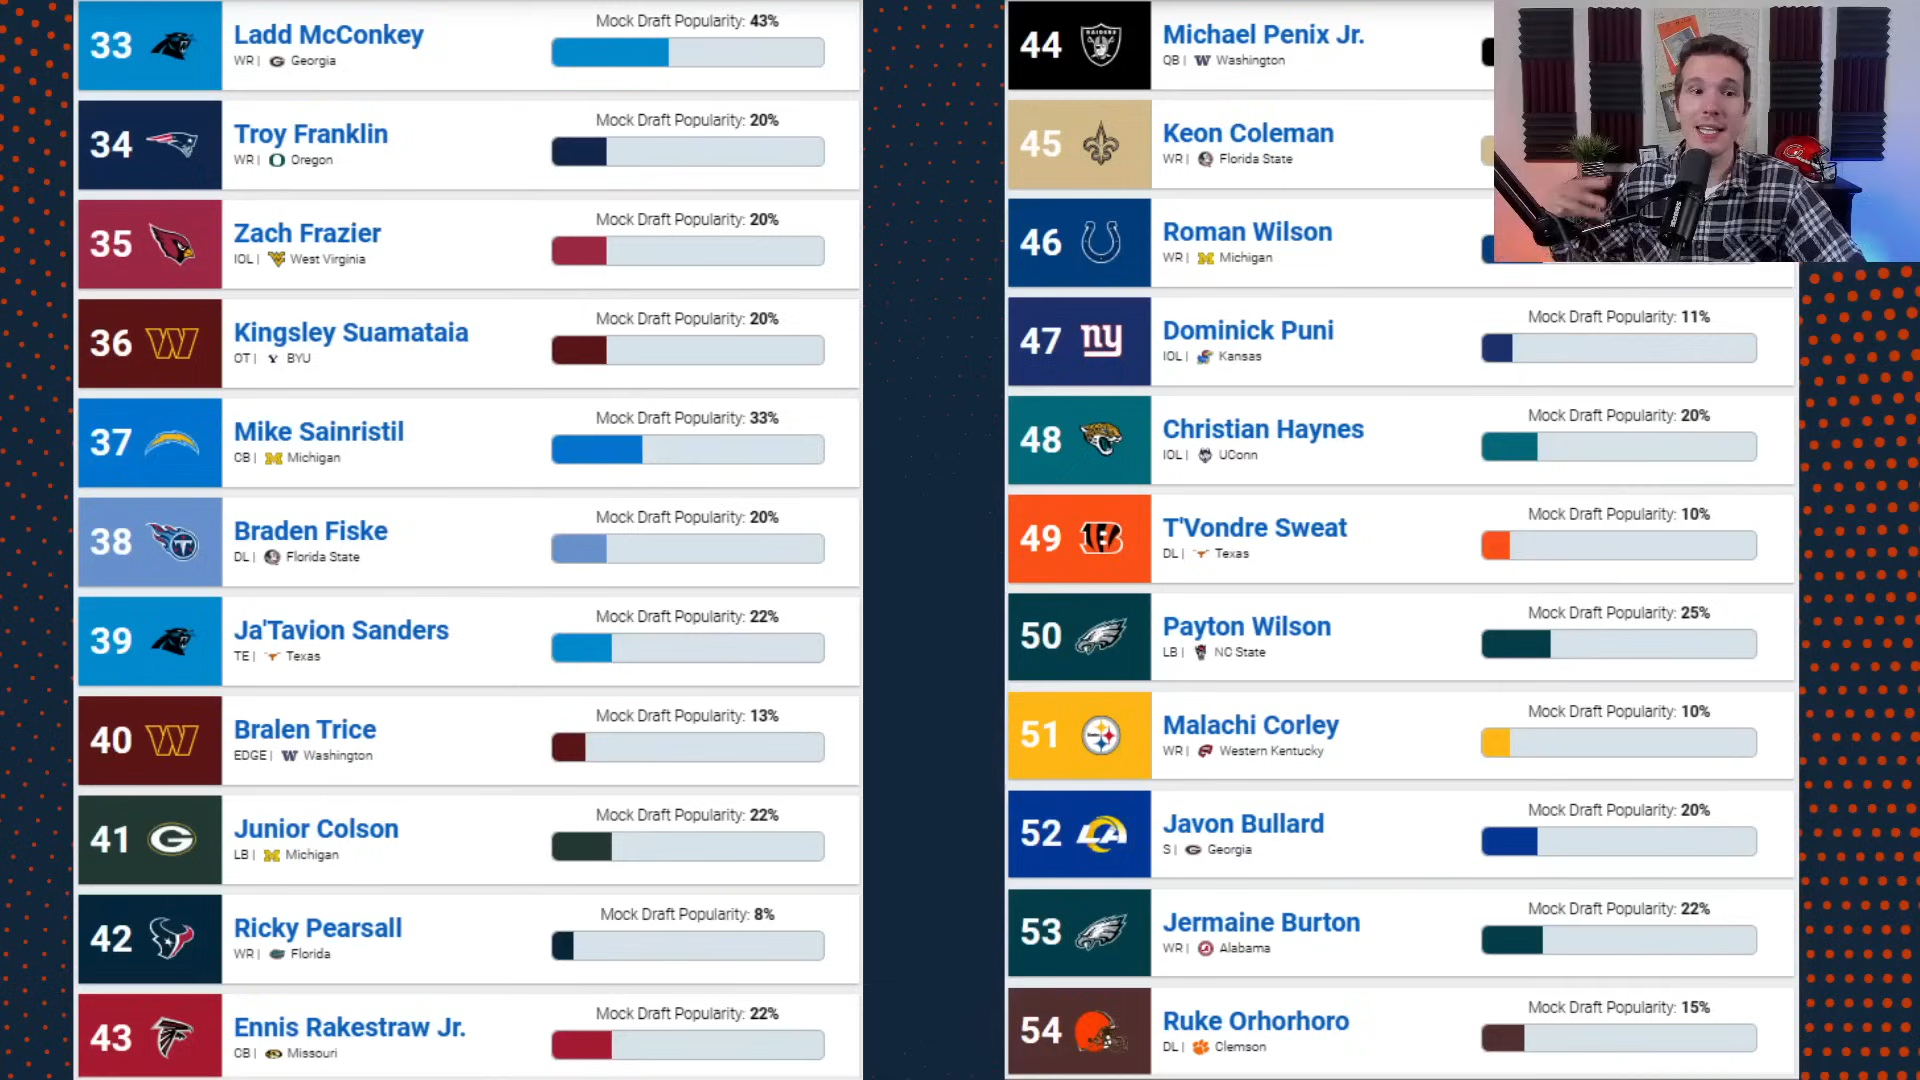 33
Ladd McConkey
WR | Georgia
Mock Draft Popularity: 43%
34
Troy Franklin
WR | Oregon
Mock Draft Popularity: 20%
35
Zach Frazier
IOL | West Virginia
Mock Draft Popularity: 20%
36
Kingsley Suamataia
OT | BYU
Mock Draft Popularity: 20%
37
Mike Sainristil
CB | Michigan
Mock Draft Popularity: 33%
38
Braden Fiske
DL | Florida State
Mock Draft Popularity: 20%
39
Ja'Tavion Sanders
TE | Texas
Mock Draft Popularity: 22%
40
Bralen Trice
EDGE | Washington
Mock Draft Popularity: 13%
41
Junior Colson
LB | Michigan
Mock Draft Popularity: 22%
42
Ricky Pearsall
WR | Florida
Mock Draft Popularity: 8%
43
Ennis Rakestraw Jr.
CB | Missouri
Mock Draft Popularity: 22%
44
RAIDERS
Michael Penix Jr.
QB | Washington
45
Keon Coleman
WR | Florida State
46
Roman Wilson
WR | Michigan
47
ny
Dominick Puni
IOL | Kansas
Mock Draft Popularity: 11%
48
Christian Haynes
IOL | UConn
Mock Draft Popularity: 20%
49
T'Vondre Sweat
DL | Texas
Mock Draft Popularity: 10%
50
Payton Wilson
LB | NC State
Mock Draft Popularity: 25%
51
Malachi Corley
WR | Western Kentucky
Mock Draft Popularity: 10%
52
LA
Javon Bullard
S | Georgia
Mock Draft Popularity: 20%
53
Jermaine Burton
WR | Alabama
Mock Draft Popularity: 22%
54
Ruke Orhorhoro
DL | Clemson
Mock Draft Popularity: 15%